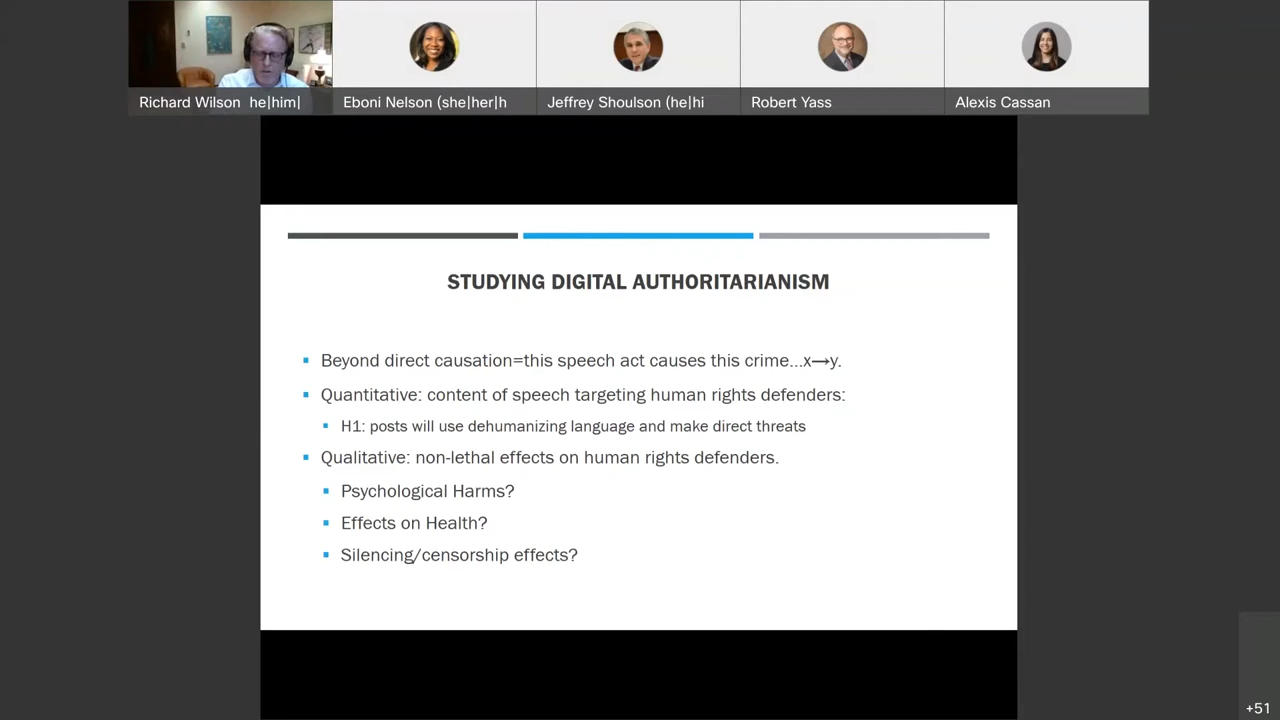 Richard Wilson he|him|
Eboni Nelson (she|her|h
Jeffrey Shoulson (he|hi
Robert Yass
Alexis Cassan
STUDYING DIGITAL AUTHORITARIANISM
▪ Beyond direct causation=this speech act causes this crime...x→y.
▪ Quantitative: content of speech targeting human rights defenders:
▪ H1: posts will use dehumanizing language and make direct threats
▪ Qualitative: non-lethal effects on human rights defenders.
▪ Psychological Harms?
▪ Effects on Health?
▪ Silencing/censorship effects?
+51